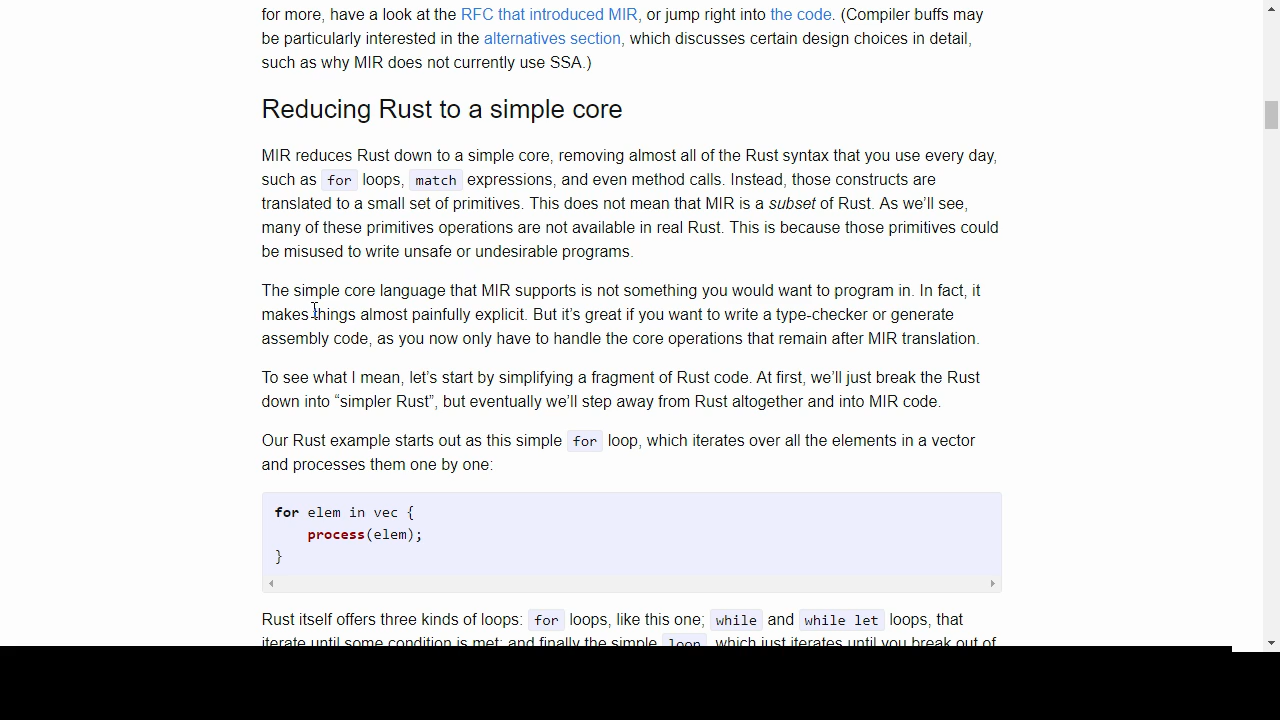 for more, have a look at the RFC that introduced MIR, or jump right into the code. (Compiler buffs may
be particularly interested in the alternatives section, which discusses certain design choices in detail,
such as why MIR does not currently use SSA.)
Reducing Rust to a simple core
MIR reduces Rust down to a simple core, removing almost all of the Rust syntax that you use every day,
such as for loops, match expressions, and even method calls. Instead, those constructs are
translated to a small set of primitives. This does not mean that MIR is a subset of Rust. As we’ll see,
many of these primitives operations are not available in real Rust. This is because those primitives could
be misused to write unsafe or undesirable programs.
The simple core language that MIR supports is not something you would want to program in. In fact, it
makes things almost painfully explicit. But it’s great if you want to write a type-checker or generate
assembly code, as you now only have to handle the core operations that remain after MIR translation.
To see what I mean, let’s start by simplifying a fragment of Rust code. At first, we’ll just break the Rust
down into “simpler Rust”, but eventually we’ll step away from Rust altogether and into MIR code.
Our Rust example starts out as this simple for loop, which iterates over all the elements in a vector
and processes them one by one:
for elem in vec {
    process(elem);
}
Rust itself offers three kinds of loops: for loops, like this one; while and while let loops, that
iterate until some condition is met; and finally the simple loop, which just iterates until you break out of